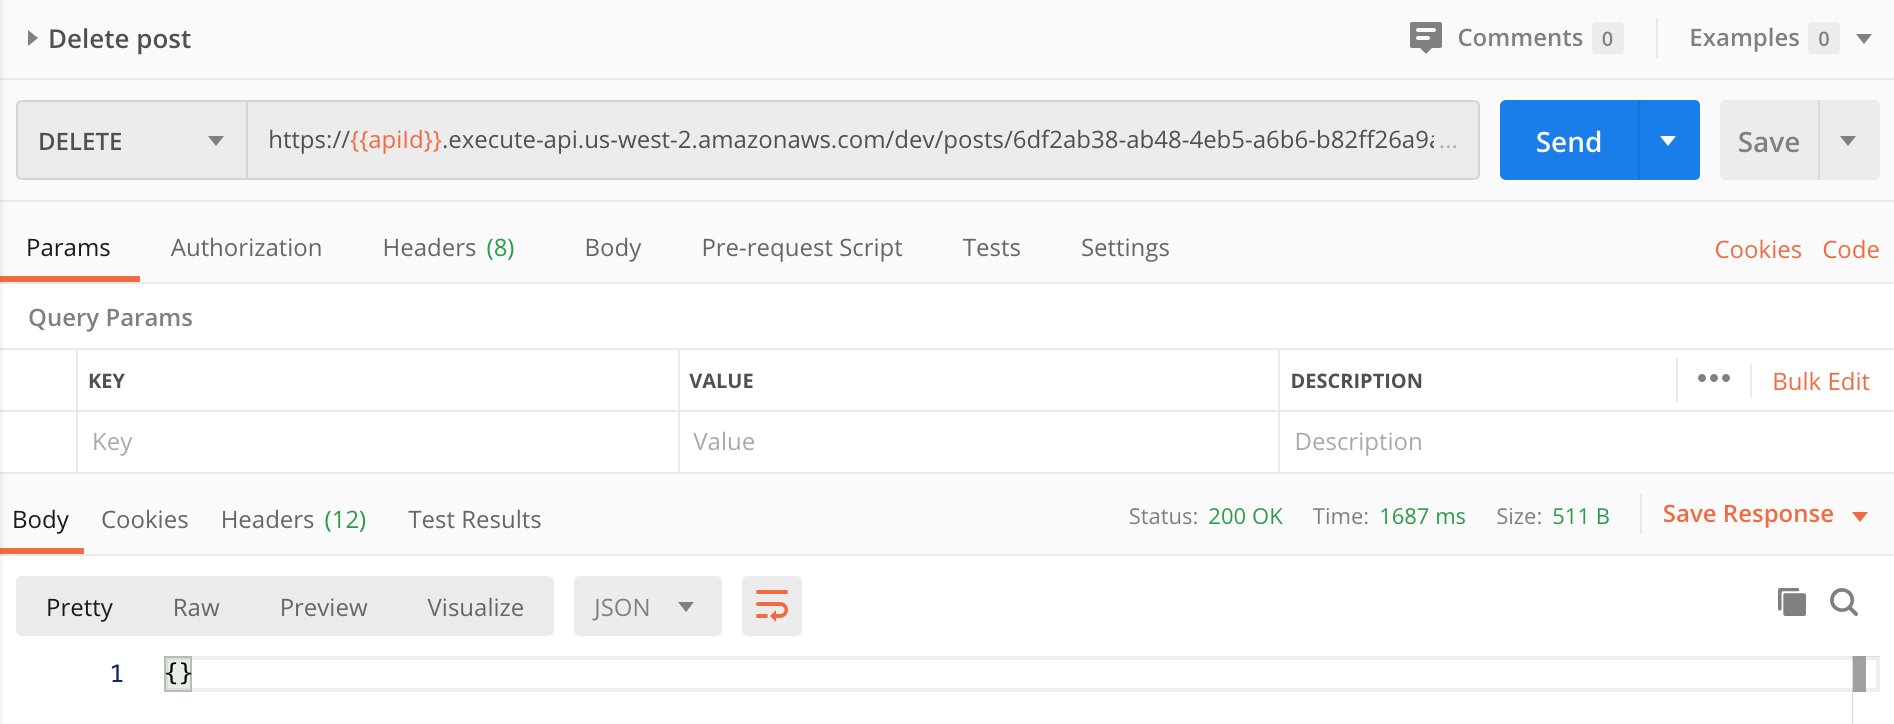 Delete post Comments 0 Examples 0
DELETE https://{{apiId}}.execute-api.us-west-2.amazonaws.com/dev/posts/6df2ab38-ab48-4eb5-a6b6-b82ff26a9a... Send Save
Params Authorization Headers (8) Body Pre-request Script Tests Settings Cookies Code
Query Params
KEY VALUE DESCRIPTION ••• Bulk Edit
Key Value Description
Body Cookies Headers (12) Test Results Status: 200 OK Time: 1687 ms Size: 511 B Save Response
Pretty Raw Preview Visualize JSON
1 {}